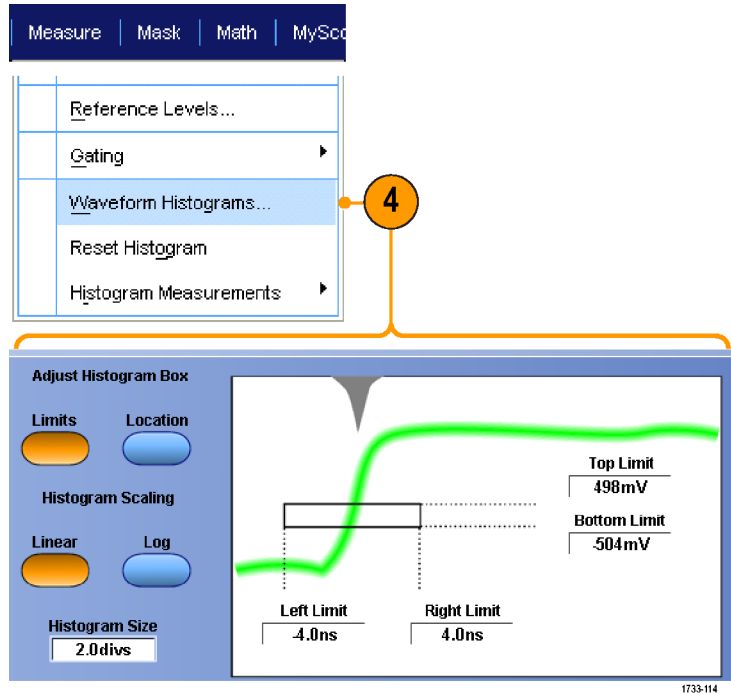 Measure | Mask | Math | MySco
Reference Levels...
Gating
Waveform Histograms...
4
Reset Histogram
Histogram Measurements
Adjust Histogram Box
Limits Location
Histogram Scaling
Linear Log
Histogram Size
2.0divs
Top Limit
498mV
Bottom Limit
-504mV
Left Limit Right Limit
-4.0ns 4.0ns
1733-114